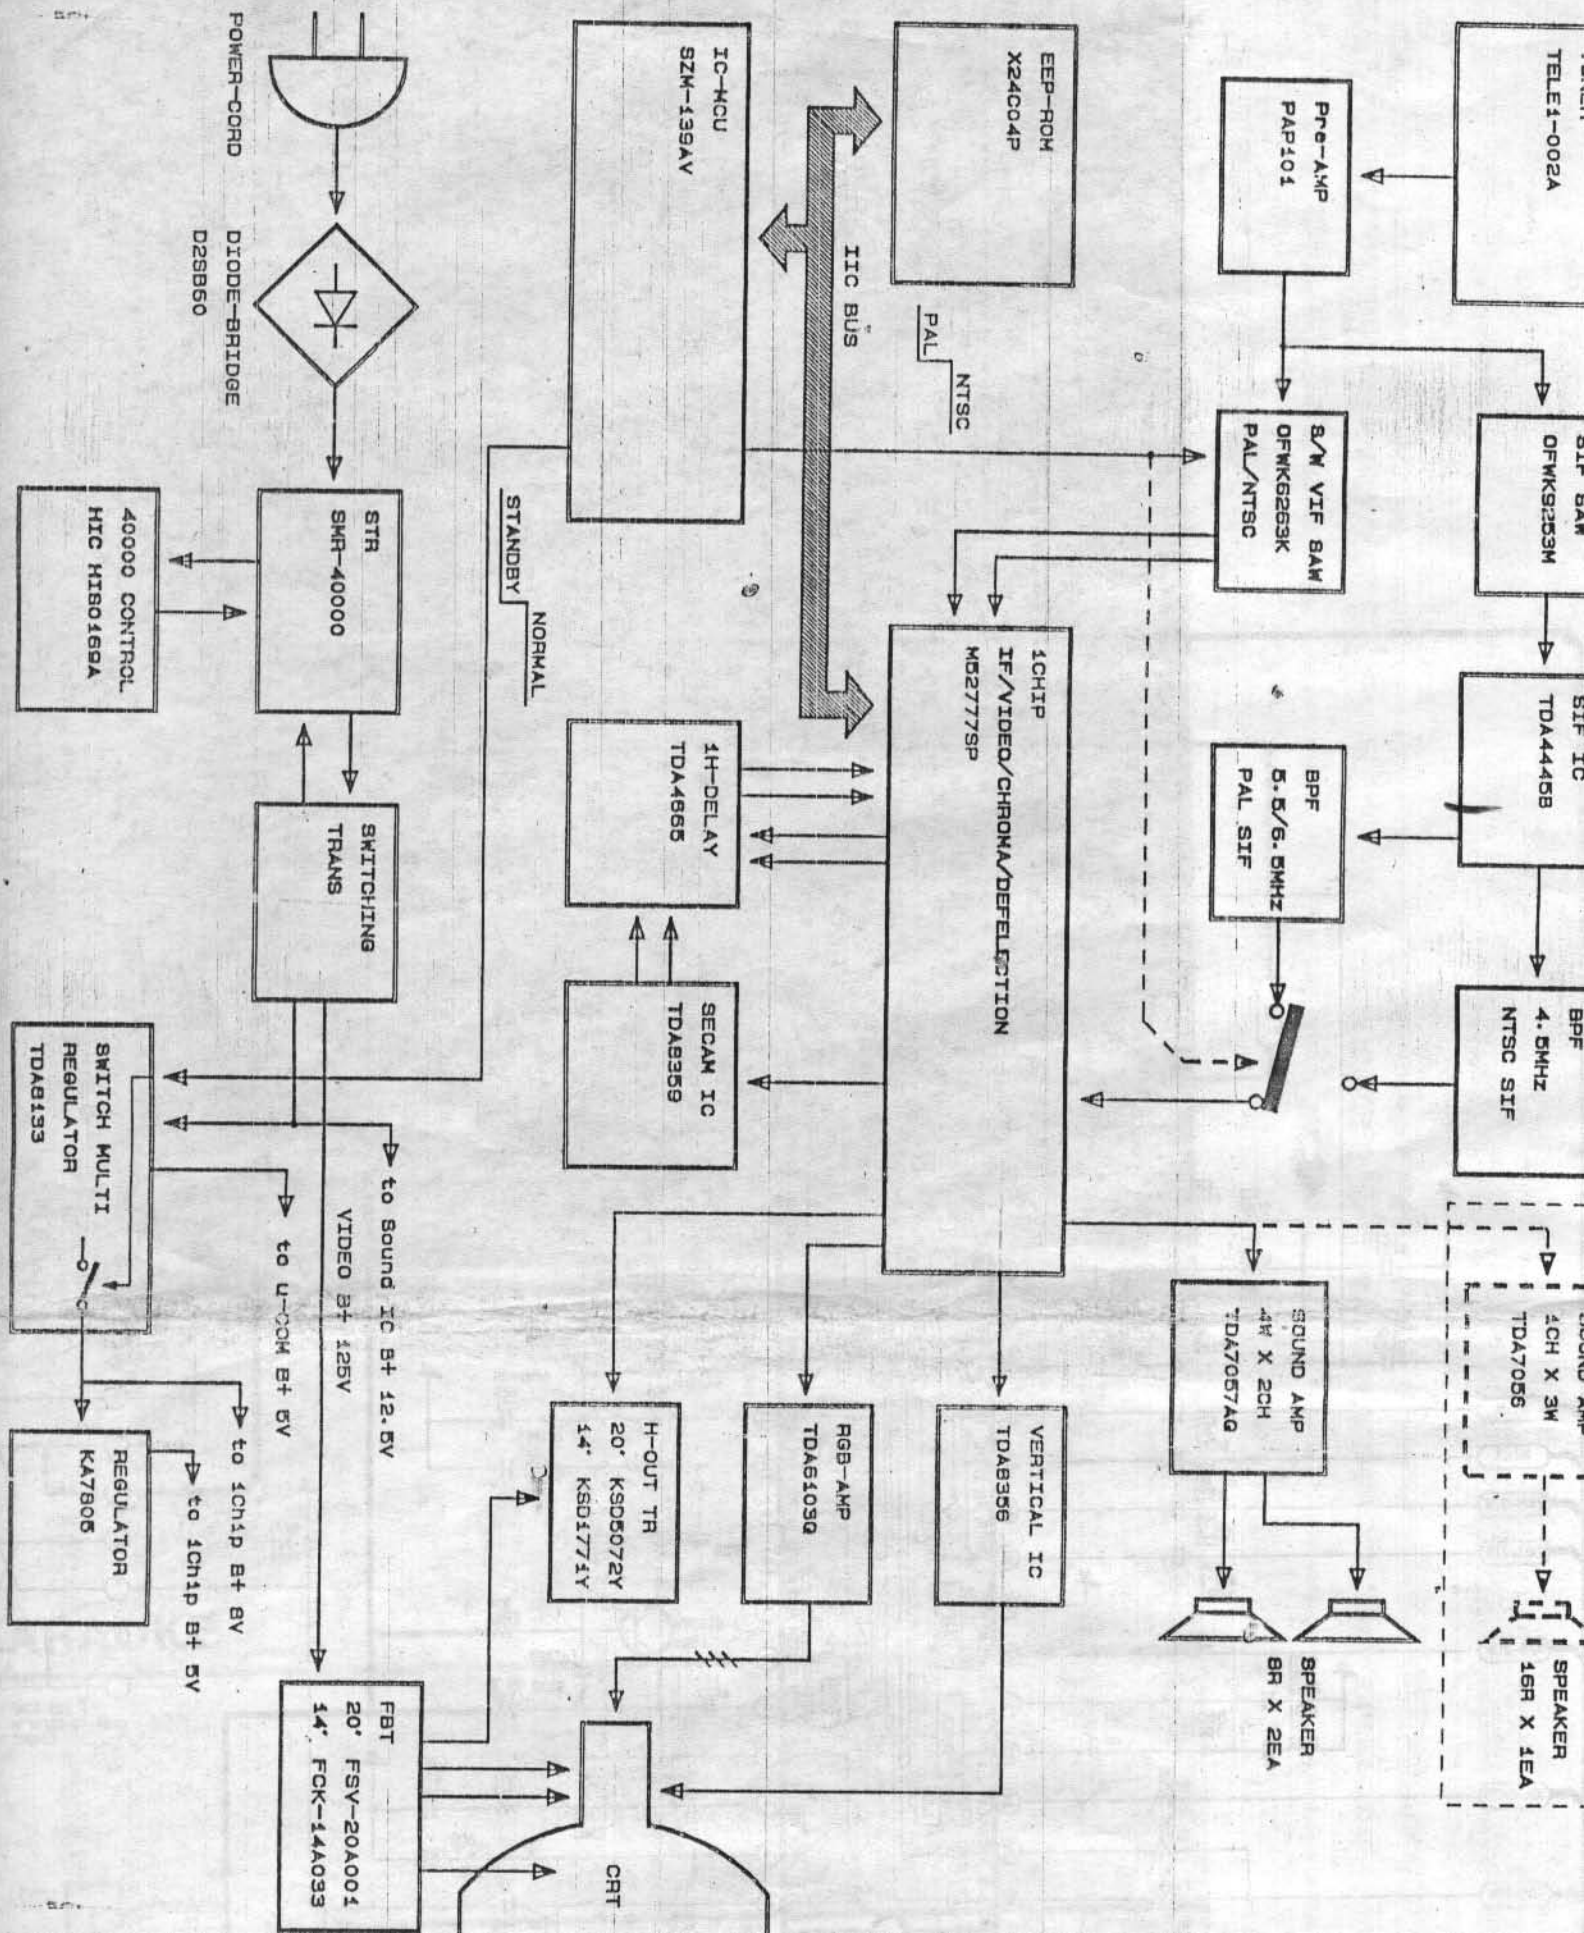 TELE1-002A
SIF SAW
OFWK9253M
SIF IC
TDA4445B
BPF
4.5MHz
NTSC SIF
1CH X 3W
TDA7056
SPEAKER
16R X 1EA
Pre-AMP
PAP101
S/W VIF SAW
OFWK6263K
PAL/NTSC
BPF
5.5/6.5MHz
PAL SIF
SOUND AMP
4W X 2CH
TDA7057AQ
SPEAKER
8R X 2EA
EEP-ROM
X24C04P
PAL
NTSC
1CHIP
IF/VIDEO/CHROMA/DEFELECTION
M52777SP
VERTICAL IC
TDA8356
IIC BUS
IC-MCU
SZM-139AV
1H-DELAY
TDA4665
SECAM IC
TDA8359
RGB-AMP
TDA6103Q
H-OUT TR
20" KSD5072Y
14" KSD1771Y
CRT
STANDBY
NORMAL
POWER-CORD
DIODE-BRIDGE
D2SB60
STR
SMR-40000
SWITCHING
TRANS
to Sound IC B+ 12.5V
VIDEO B+ 125V
to u-COM B+ 5V
FBT
20" FSV-20A001
14" FCK-14A033
40000 CONTROL
HIC HIS0169A
SWITCH MULTI
REGULATOR
TDA8133
to 1Chip B+ 8V
to 1Chip B+ 5V
REGULATOR
KA7805